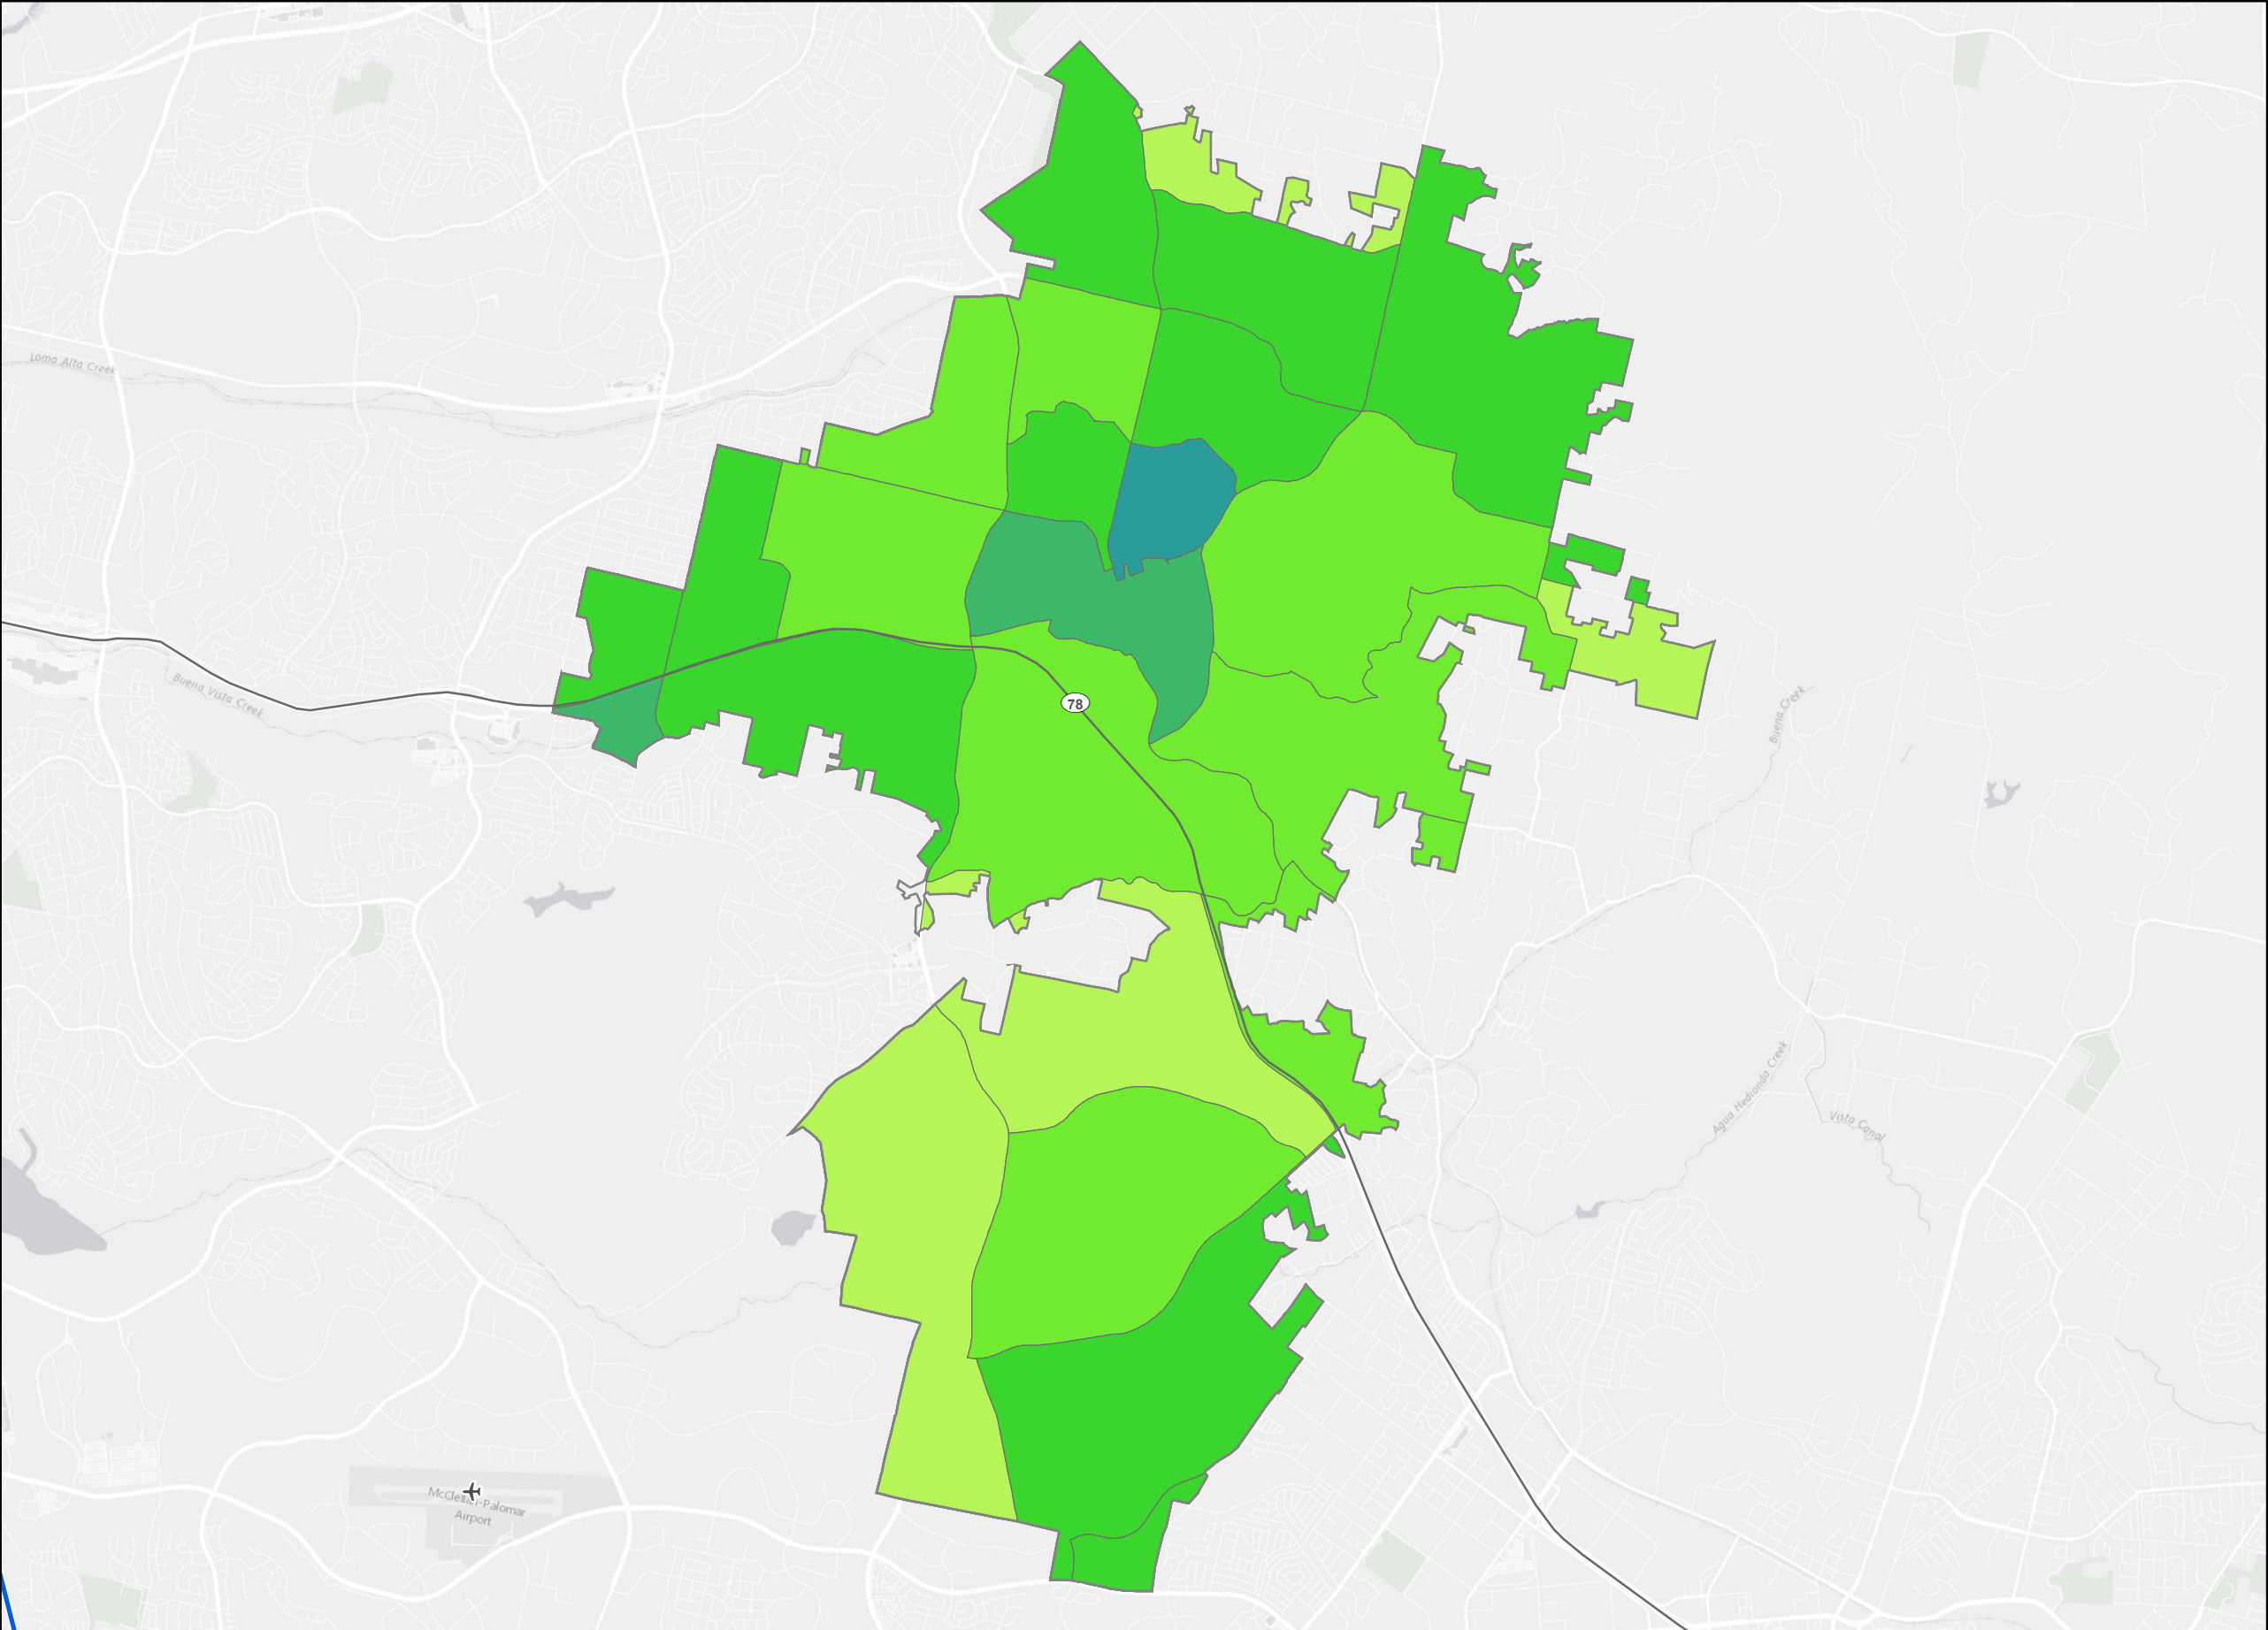 Loma Alta Creek
Buena Vista Creek
78
Buena Creek
Agua Hedionda Creek
Vista Canal
McClellan-Palomar
Airport